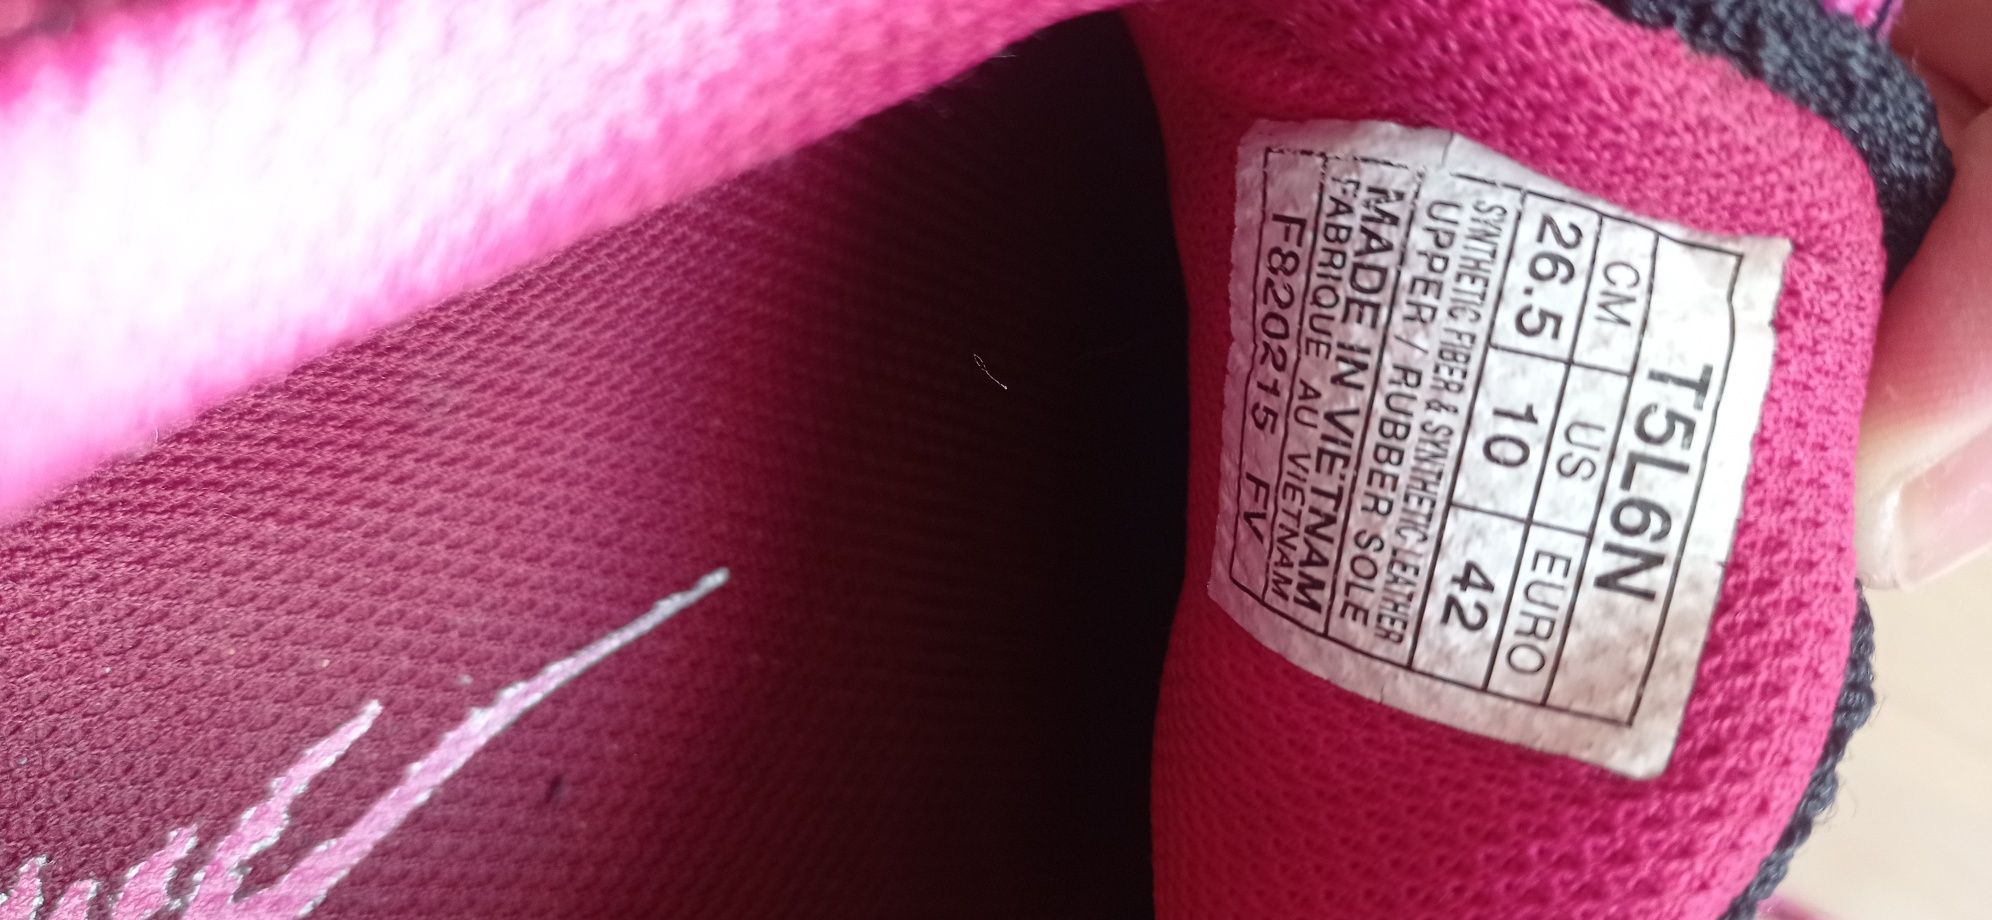 T5L6N
CM US EURO
26.5 10 42
SYNTHETIC FIBER & SYNTHETIC LEATHER
UPPER / RUBBER SOLE
MADE IN VIETNAM
FABRIQUE AU VIETNAM
F820215 FV